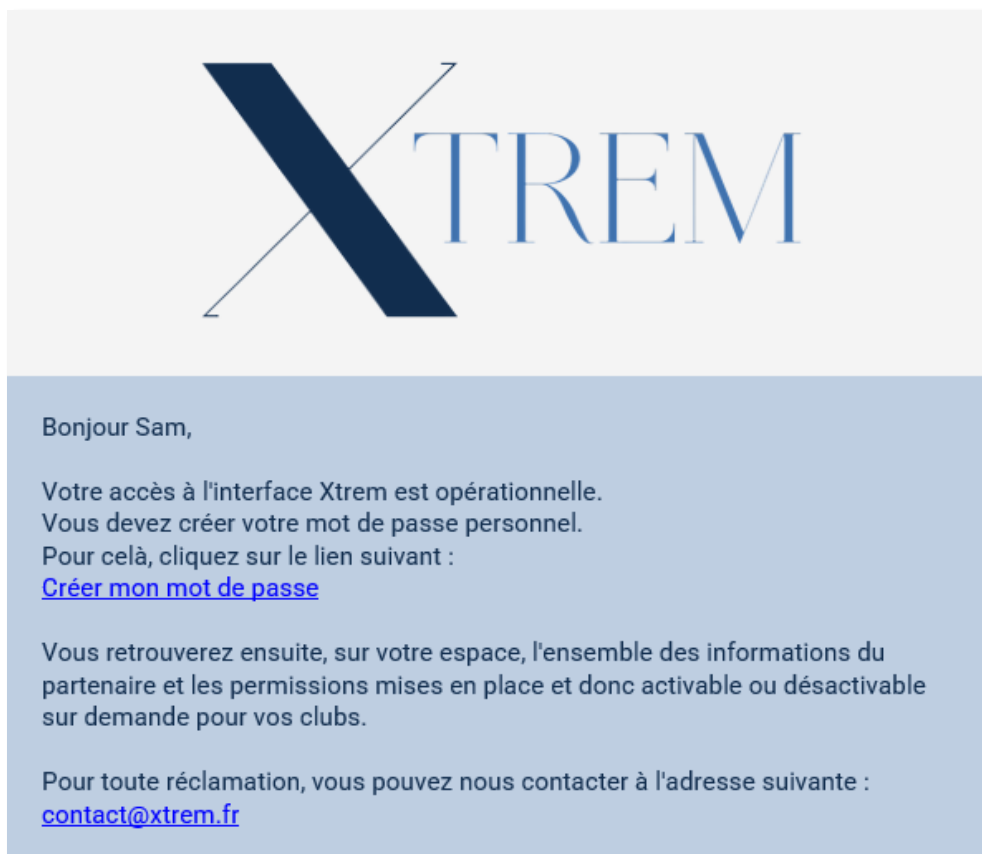 XTREM
Bonjour Sam,
Votre accès à l'interface Xtrem est opérationnelle.
Vous devez créer votre mot de passe personnel.
Pour celà, cliquez sur le lien suivant :
Créer mon mot de passe
Vous retrouverez ensuite, sur votre espace, l'ensemble des informations du
partenaire et les permissions mises en place et donc activable ou désactivable
sur demande pour vos clubs.
Pour toute réclamation, vous pouvez nous contacter à l'adresse suivante :
contact@xtrem.fr